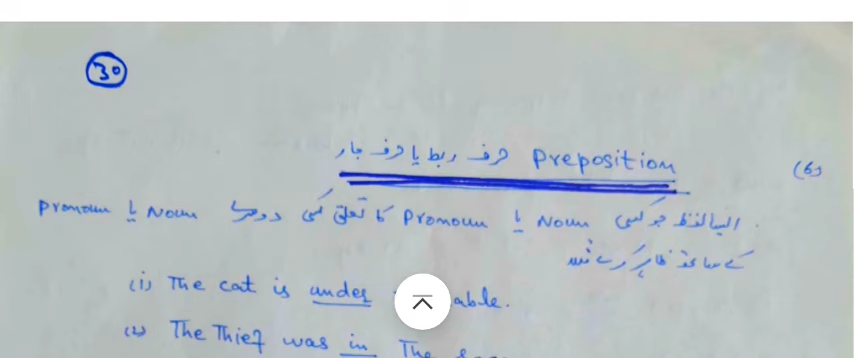 30
(6) Preposition حرف ربط یا حرف جار
ایسا لفظ جو کسی Noun یا Pronoun کا تعلق کسی دوسرے Noun یا Pronoun
کے ساتھ ظاہر کرے
(i) The cat is under able.
(ii) The Thief was in The